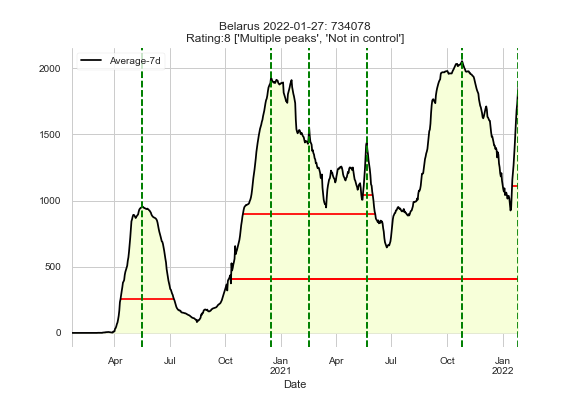 Belarus 2022-01-27: 734078
Rating:8 ['Multiple peaks', 'Not in control']
Average-7d
2000
1500
1000
500
0
Apr Jul Oct Jan Apr Jul Oct Jan
2021 2022
Date